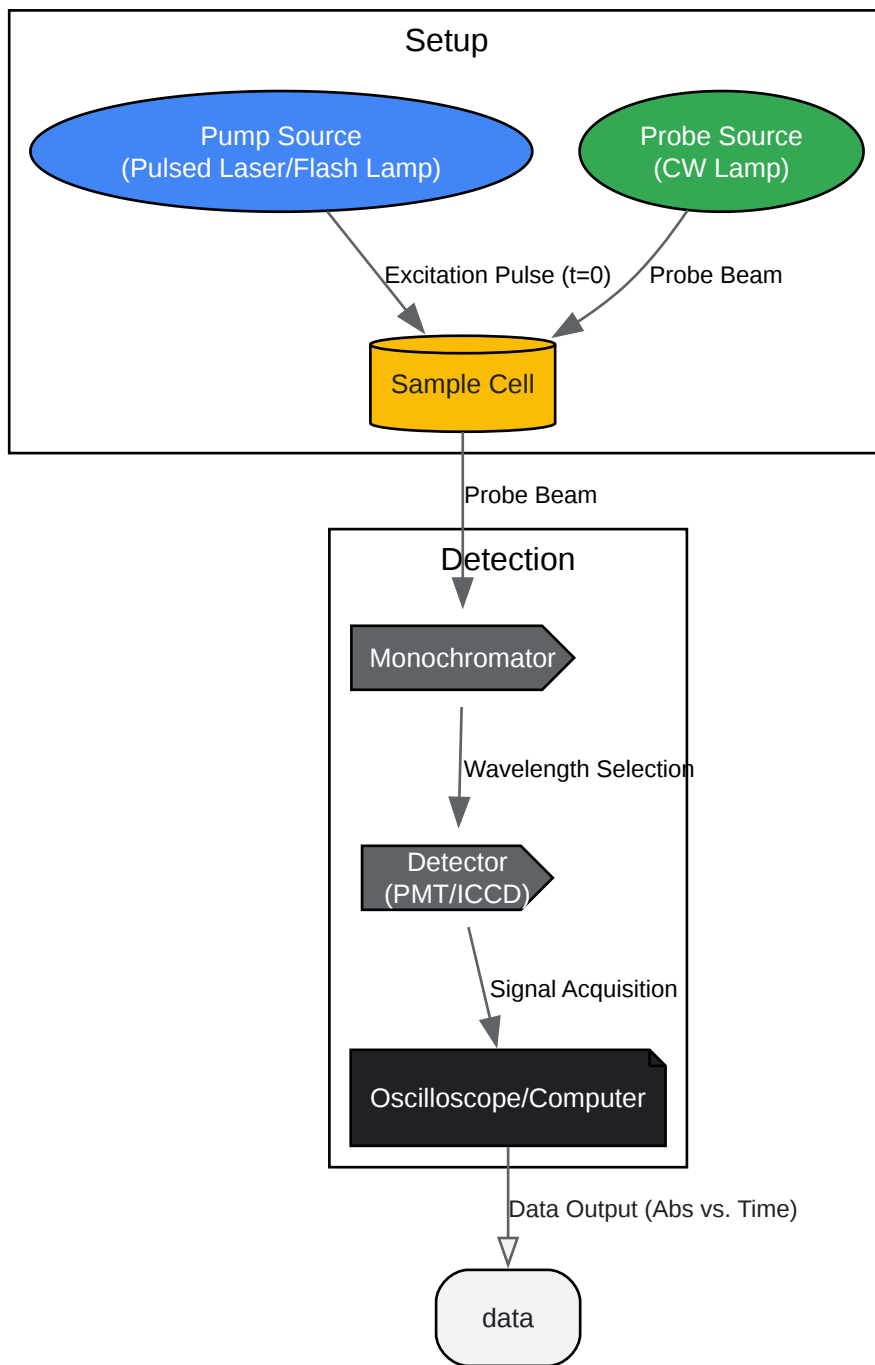 Setup
Pump Source
(Pulsed Laser/Flash Lamp)
Probe Source
(CW Lamp)
Excitation Pulse (t=0)
Probe Beam
Sample Cell
Probe Beam
Detection
Monochromator
Wavelength Selection
Detector
(PMT/ICCD)
Signal Acquisition
Oscilloscope/Computer
Data Output (Abs vs. Time)
data